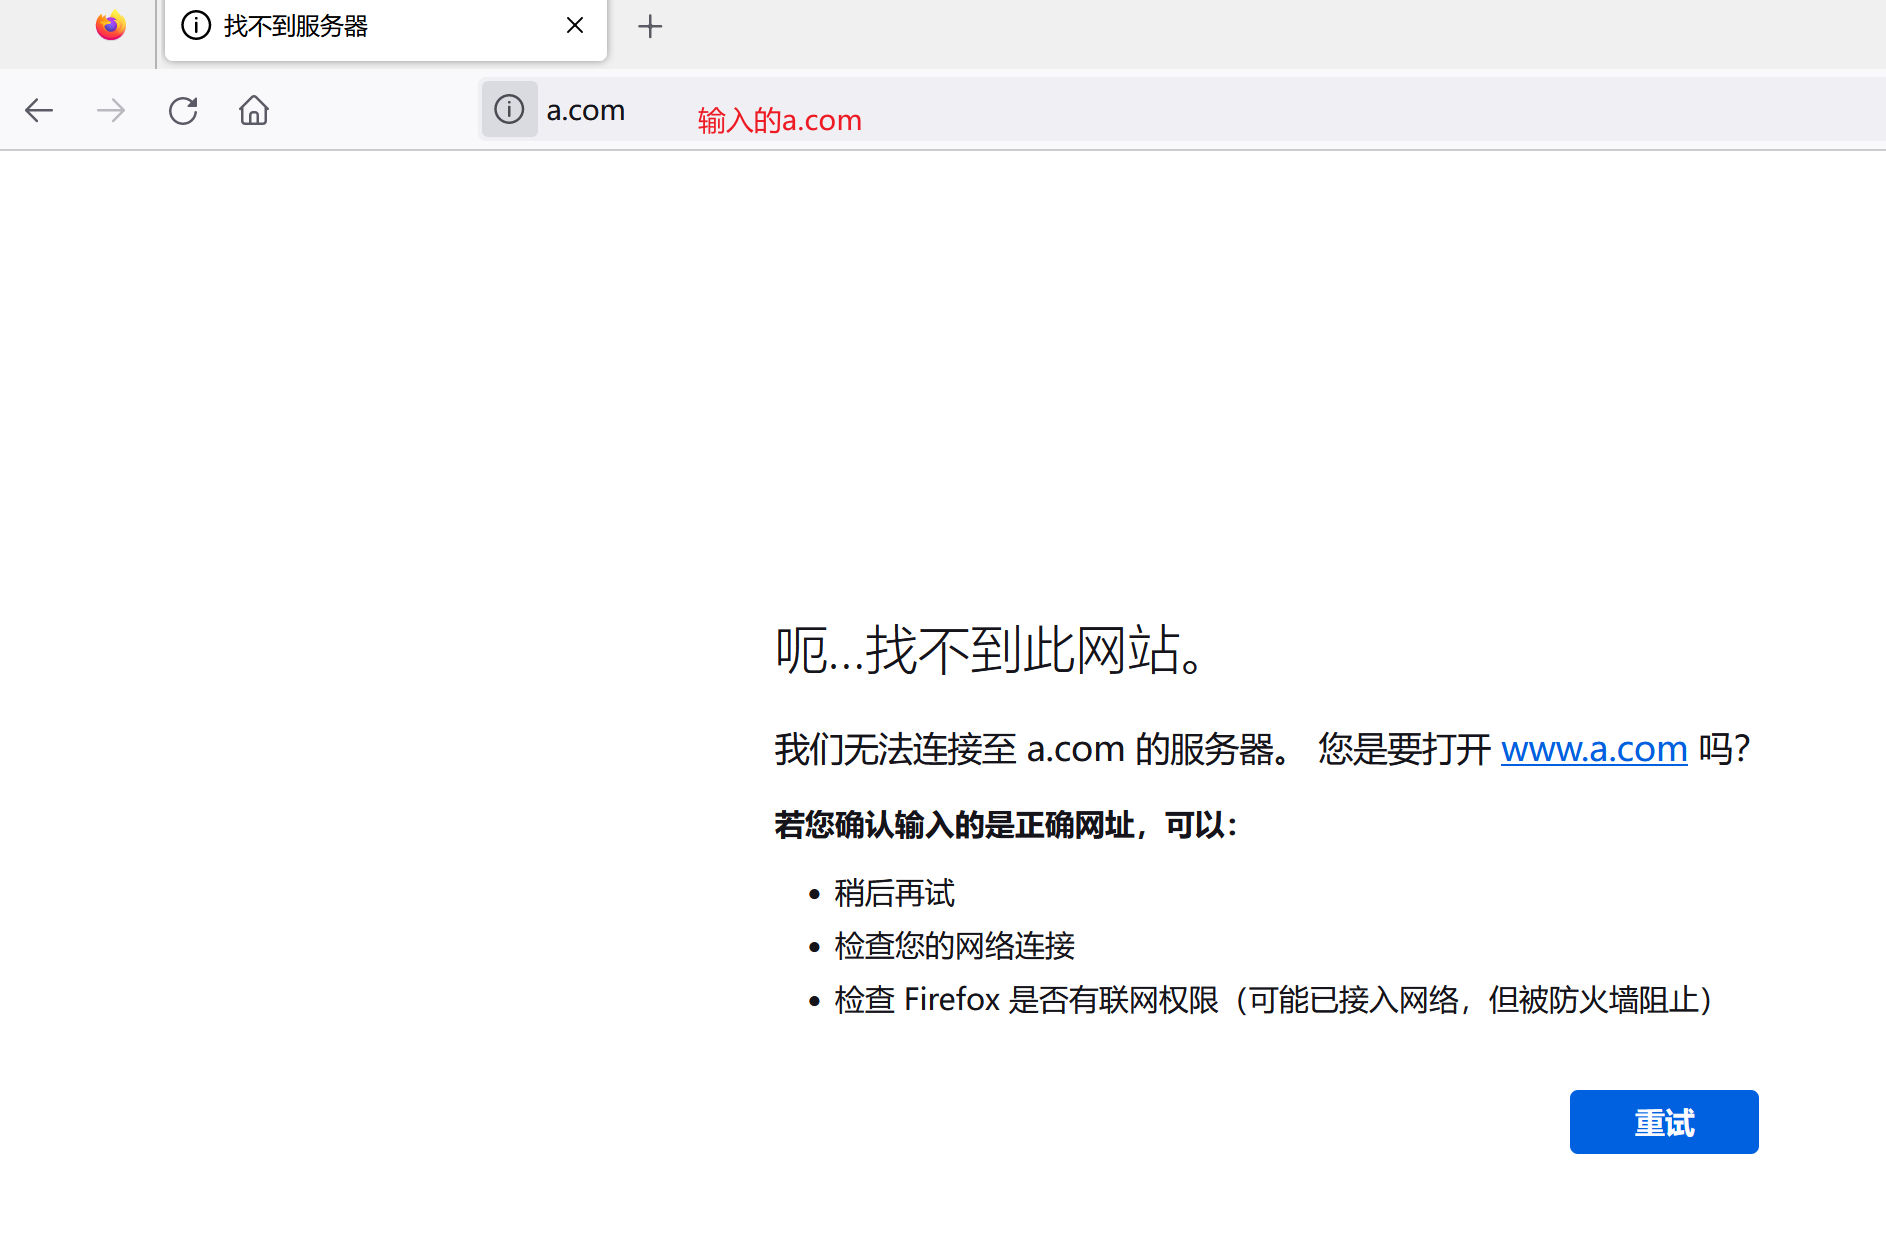 找不到服务器
a.com
输入的a.com
呃...找不到此网站。
我们无法连接至 a.com 的服务器。 您是要打开 www.a.com 吗？
若您确认输入的是正确网址，可以：
• 稍后再试
• 检查您的网络连接
• 检查 Firefox 是否有联网权限（可能已接入网络，但被防火墙阻止）
重试